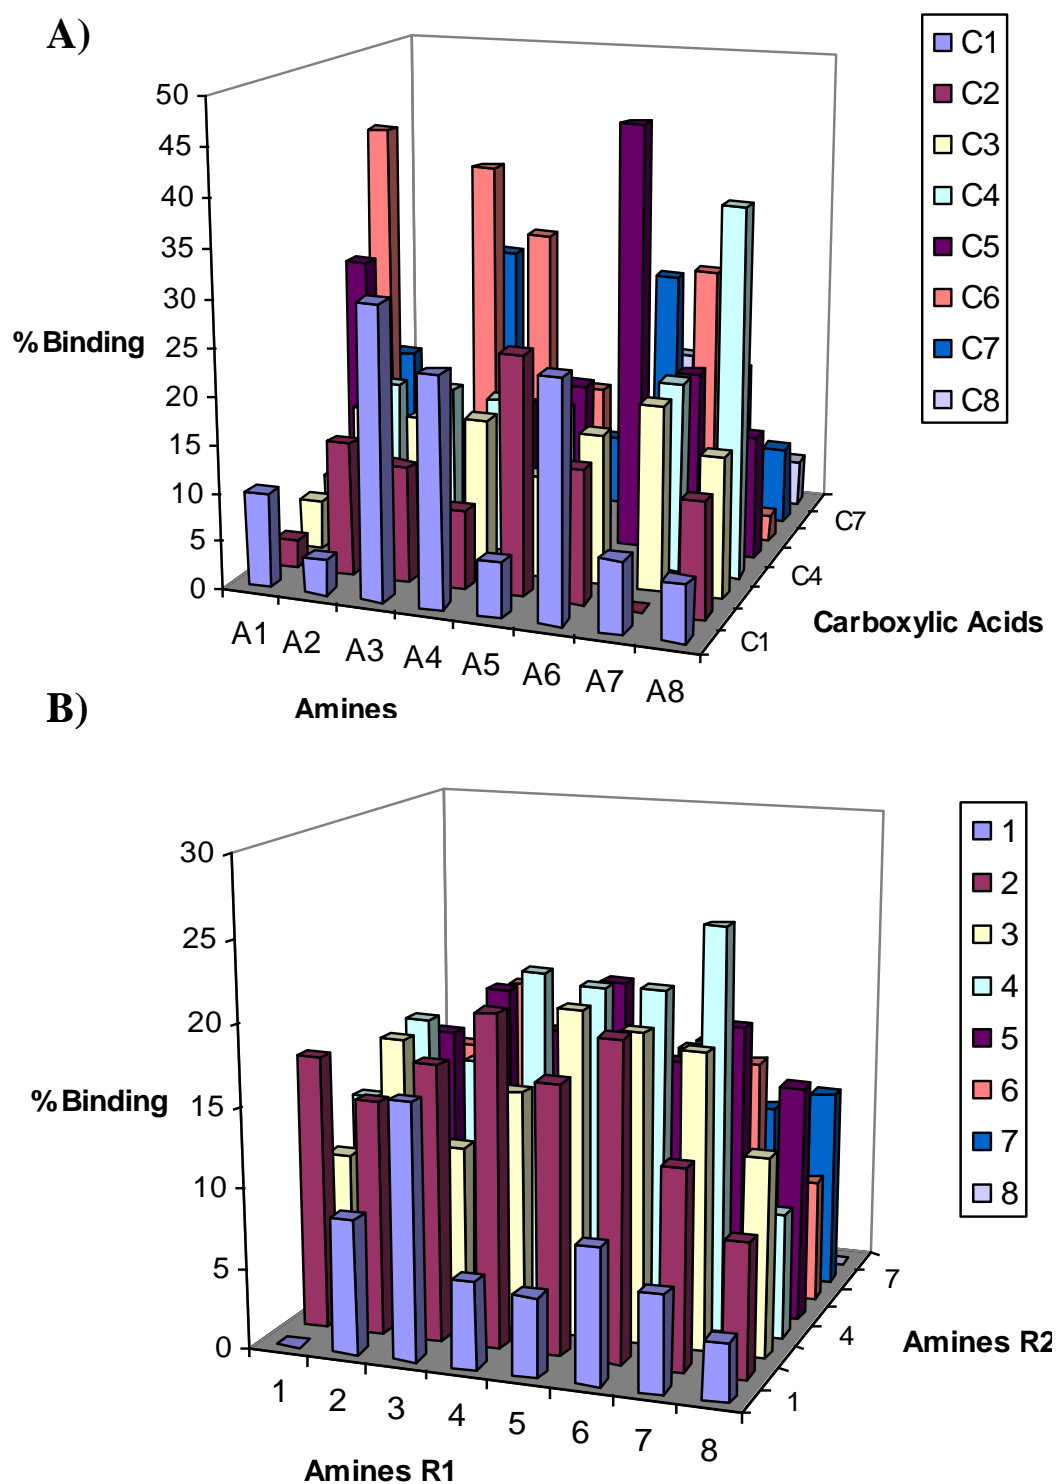 A)
50
45
40
35
30
25
20
15
10
5
0
%Binding
A1
A2
A3
A4
A5
A6
A7
A8
Amines
C1
C4
C7
Carboxylic Acids
C1
C2
C3
C4
C5
C6
C7
C8
B)
30
25
20
15
10
5
0
%Binding
1
2
3
4
5
6
7
8
Amines R1
1
4
7
Amines R2
1
2
3
4
5
6
7
8